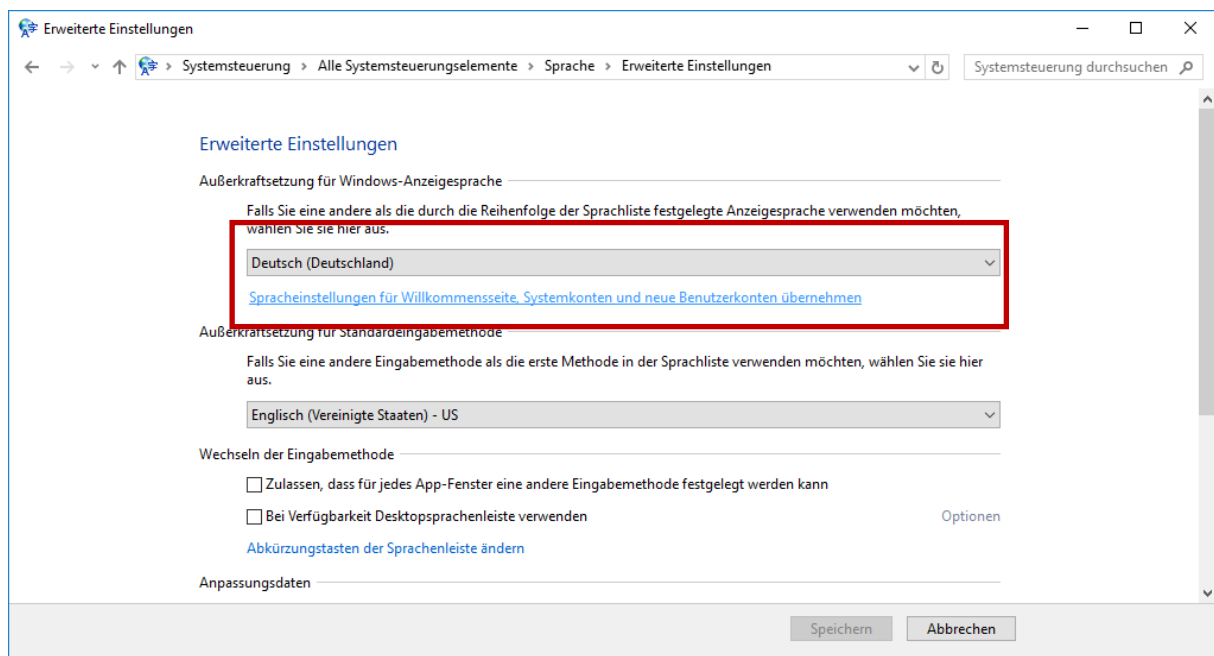 Erweiterte Einstellungen
Systemsteuerung > Alle Systemsteuerungselemente > Sprache > Erweiterte Einstellungen
Systemsteuerung durchsuchen
Erweiterte Einstellungen
Außerkraftsetzung für Windows-Anzeigesprache
Falls Sie eine andere als die durch die Reihenfolge der Sprachliste festgelegte Anzeigesprache verwenden möchten,
wählen Sie sie hier aus.
Deutsch (Deutschland)
Spracheinstellungen für Willkommensseite, Systemkonten und neue Benutzerkonten übernehmen
Außerkraftsetzung für Standardeingabemethode
Falls Sie eine andere Eingabemethode als die erste Methode in der Sprachliste verwenden möchten, wählen Sie sie hier
aus.
Englisch (Vereinigte Staaten) - US
Wechseln der Eingabemethode
Zulassen, dass für jedes App-Fenster eine andere Eingabemethode festgelegt werden kann
Bei Verfügbarkeit Desktopsprachenleiste verwenden Optionen
Abkürzungstasten der Sprachenleiste ändern
Anpassungsdaten
Speichern Abbrechen